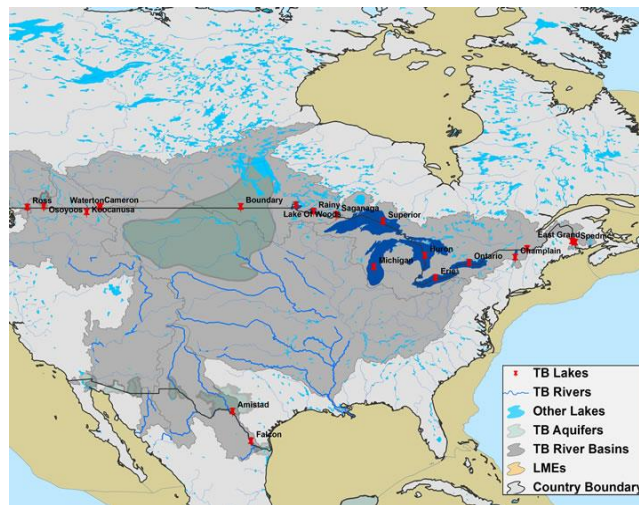 Ross
Osoyoos
Waterton
Cameron
Koocanusa
Boundary
Rainy
Lake Of Woods
Saganaga
Superior
Michigan
Huron
Erie
Ontario
Champlain
East Grand
Spednic
Amistad
Falcon
TB Lakes
TB Rivers
Other Lakes
TB Aquifers
TB River Basins
LMEs
Country Boundary